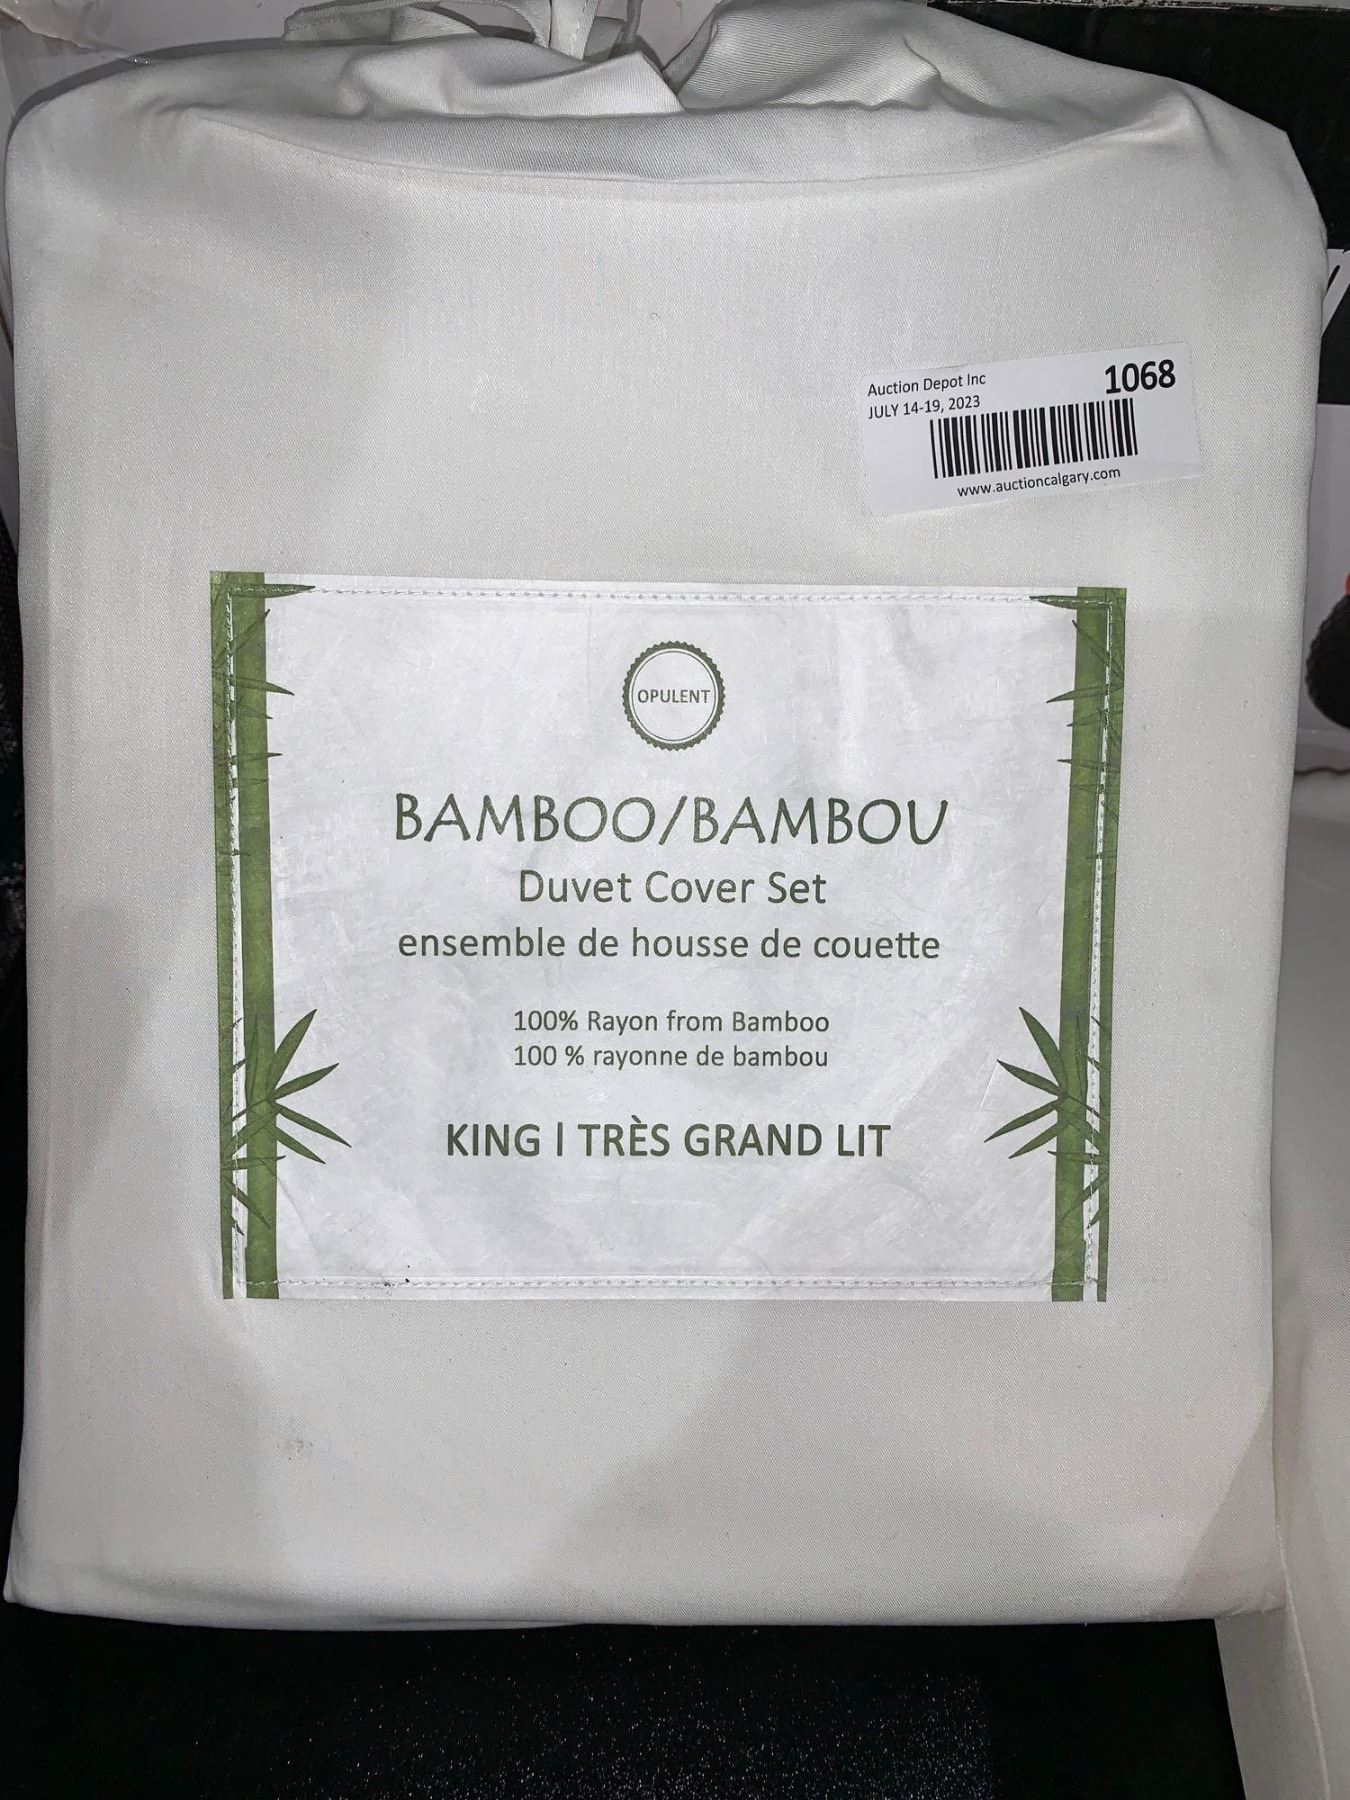 Auction Depot Inc 1068
JULY 14-19, 2023
www.auctioncalgary.com
OPULENT
BAMBOO/BAMBOU
Duvet Cover Set
ensemble de housse de couette
100% Rayon from Bamboo
100 % rayonne de bambou
KING I TRÈS GRAND LIT